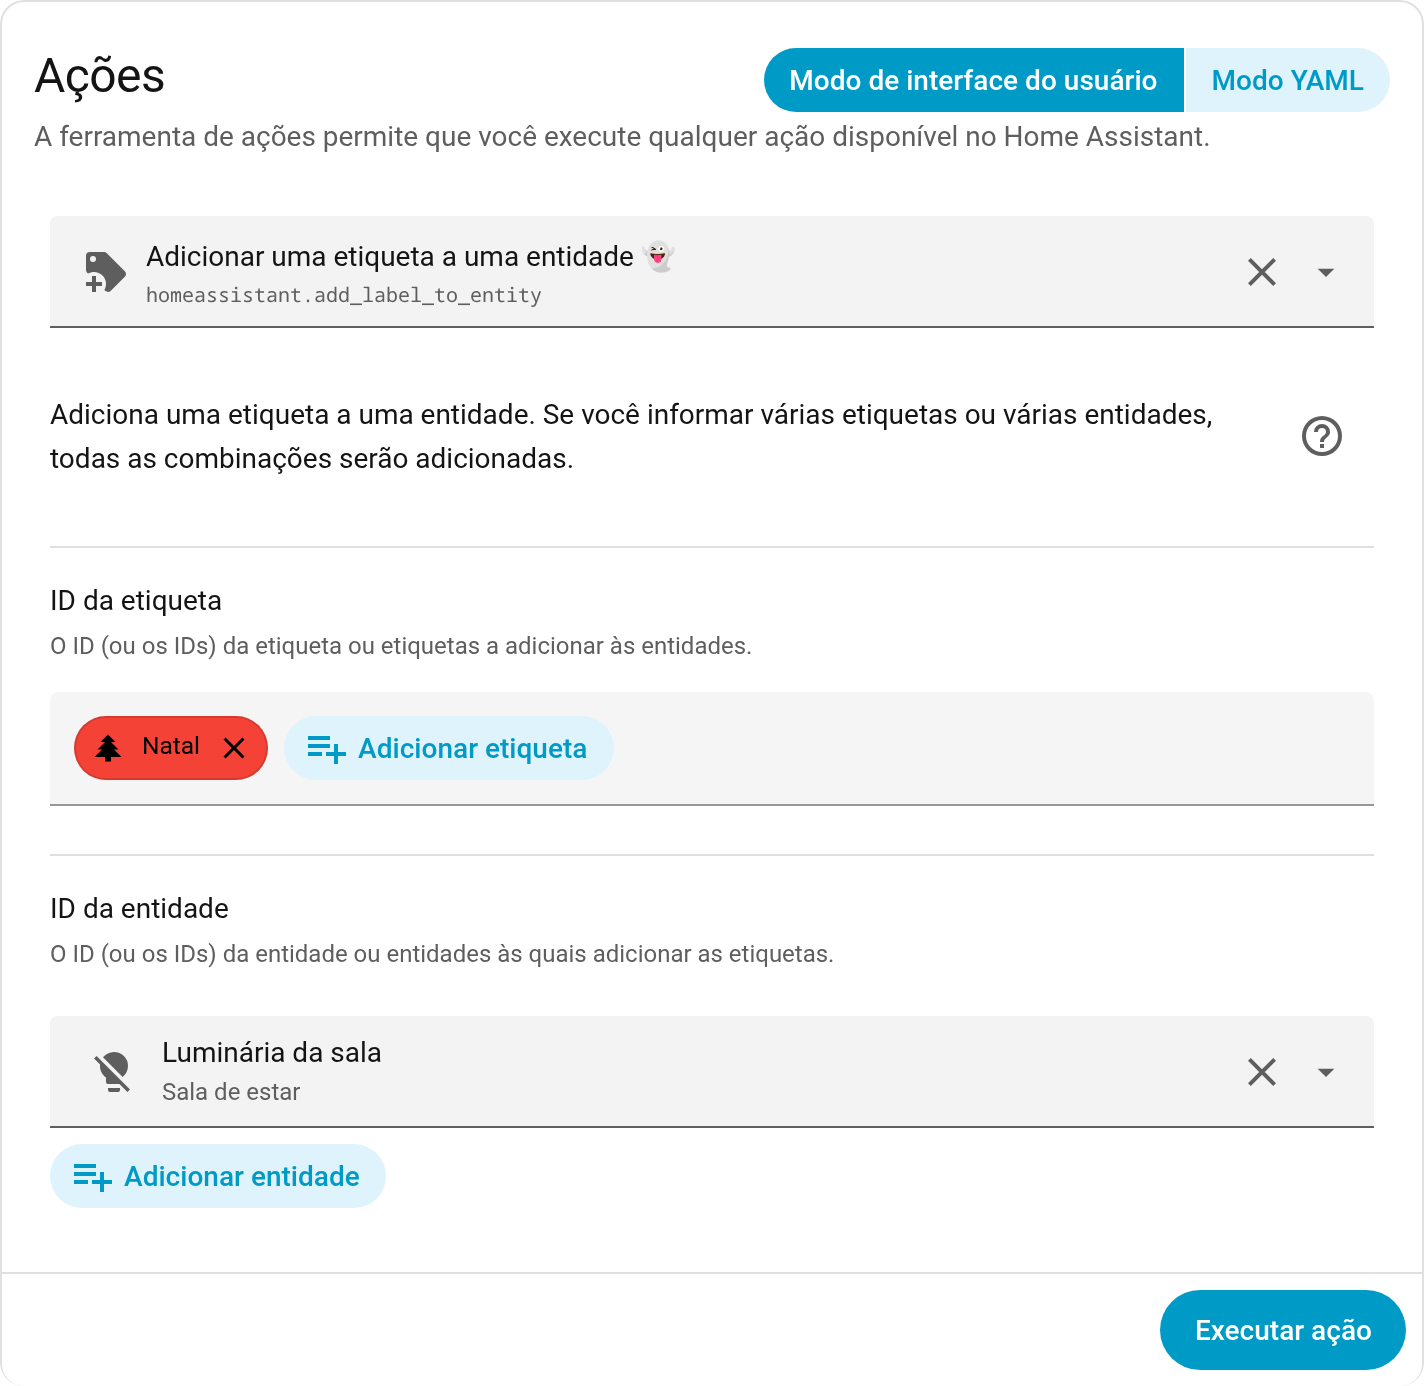 Ações
Modo de interface do usuário
Modo YAML
A ferramenta de ações permite que você execute qualquer ação disponível no Home Assistant.
Adicionar uma etiqueta a uma entidade 👻
homeassistant.add_label_to_entity
Adiciona uma etiqueta a uma entidade. Se você informar várias etiquetas ou várias entidades,
todas as combinações serão adicionadas.
ID da etiqueta
O ID (ou os IDs) da etiqueta ou etiquetas a adicionar às entidades.
Natal
Adicionar etiqueta
ID da entidade
O ID (ou os IDs) da entidade ou entidades às quais adicionar as etiquetas.
Luminária da sala
Sala de estar
Adicionar entidade
Executar ação